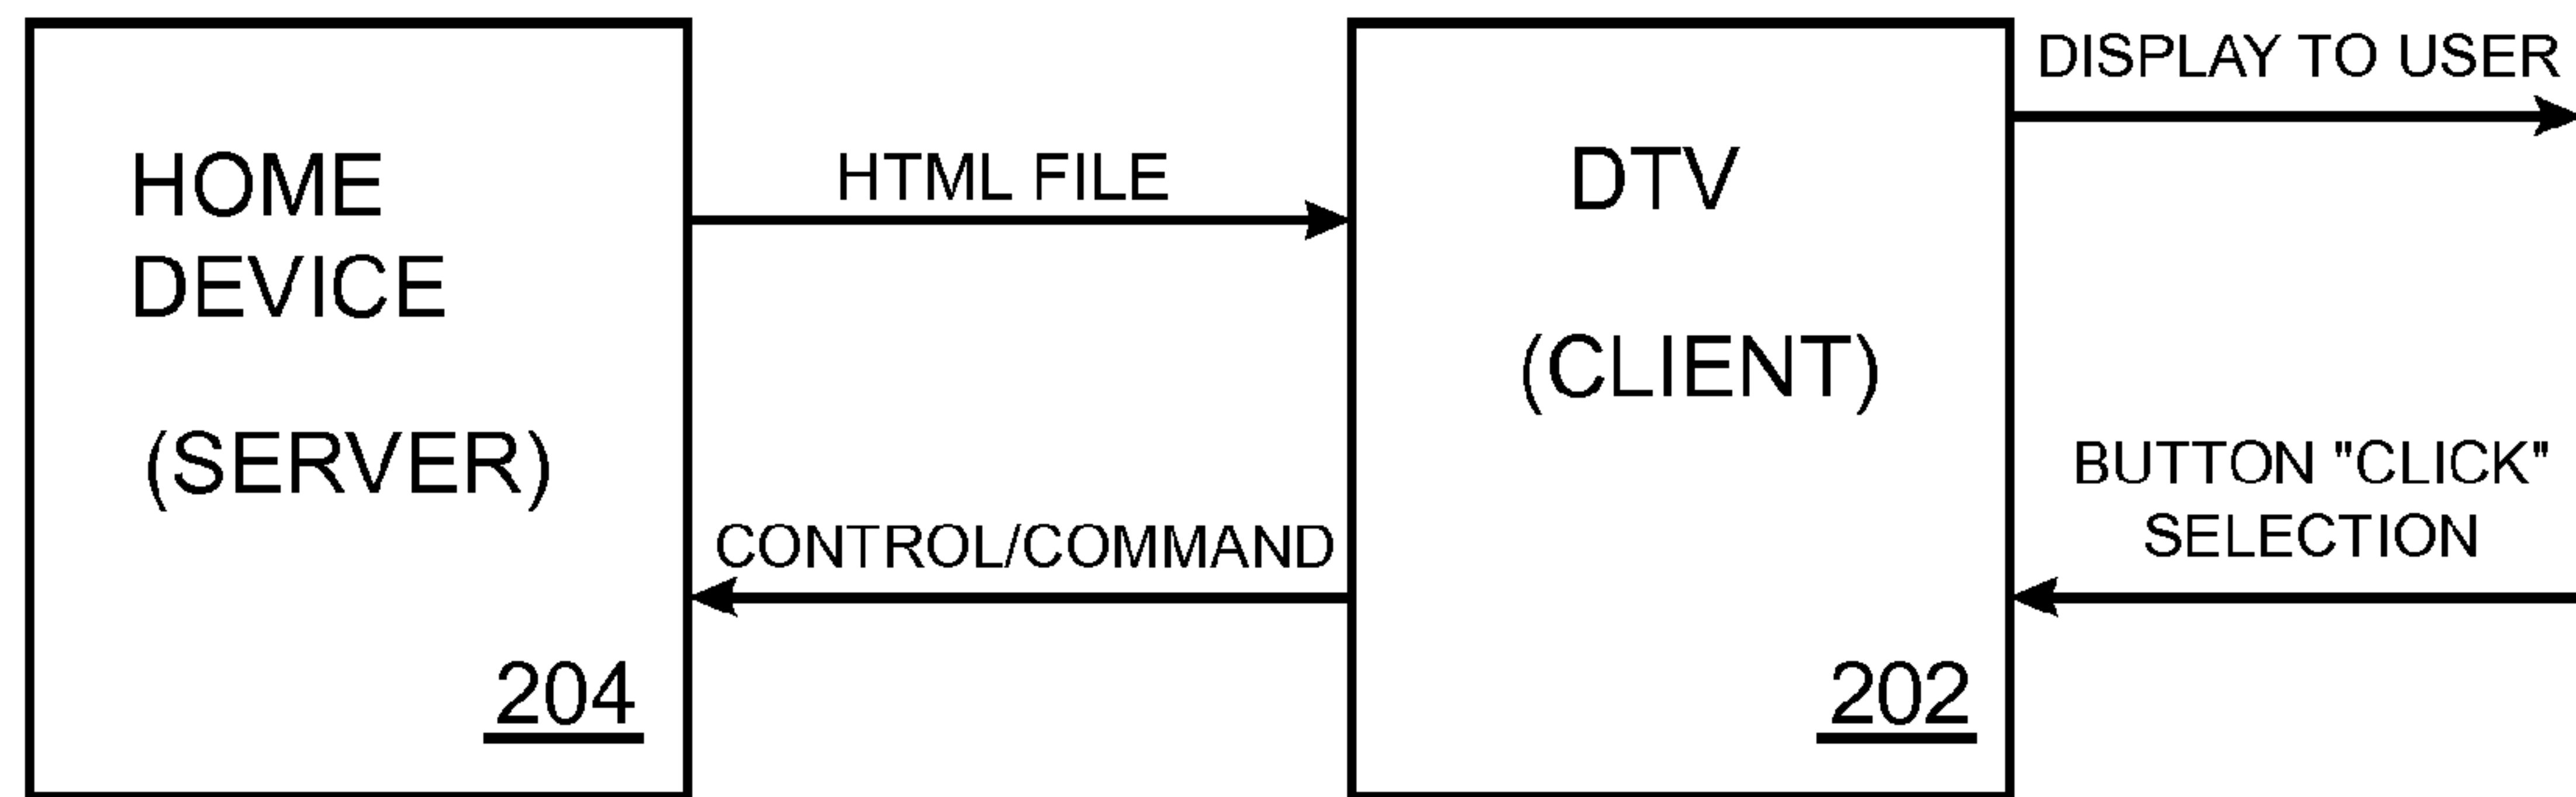 HOME
DEVICE
(SERVER)
204
HTML FILE
CONTROL/COMMAND
DTV
(CLIENT)
202
DISPLAY TO USER
BUTTON "CLICK"
SELECTION